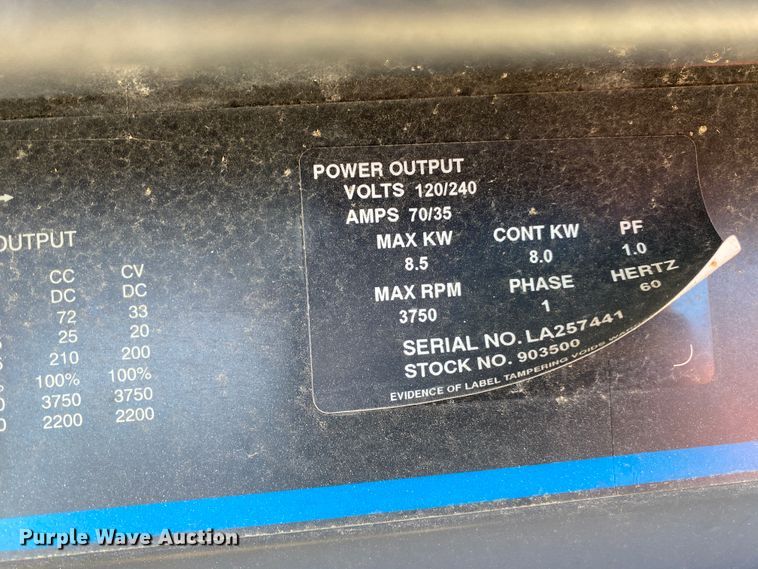 OUTPUT
CC CV
DC DC
72 33
25 20
210 200
100% 100%
3750 3750
2200 2200
POWER OUTPUT
VOLTS 120/240
AMPS 70/35
MAX KW CONT KW PF
8.5 8.0 1.0
MAX RPM PHASE HERTZ
3750 1 60
SERIAL NO. LA257441
STOCK NO. 903500
EVIDENCE OF LABEL TAMPERING VOIDS
Purple Wave Auction